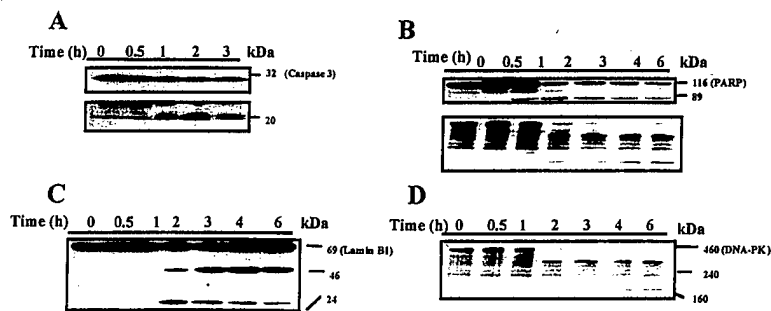 A
Time (h) 0 0.5 1 2 3 kDa
32 (Caspase 3)
20
B
Time (h) 0 0.5 1 2 3 4 6 kDa
116 (PARP)
89
C
Time (h) 0 0.5 1 2 3 4 6 kDa
69 (Lamin B1)
46
24
D
Time (h) 0 0.5 1 2 3 4 6 kDa
460 (DNA-PK)
240
160